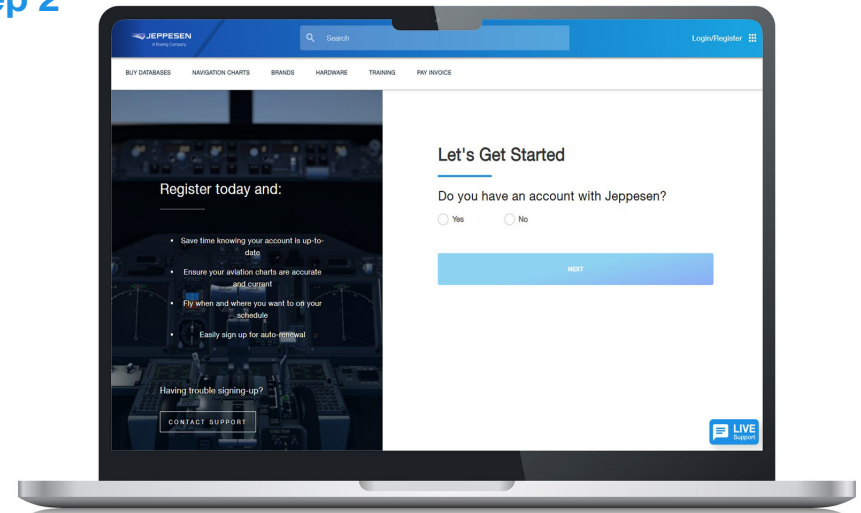 ep 2
JEPPESEN
A Boeing Company
Search
Login/Register
BUY DATABASES NAVIGATION CHARTS BRANDS HARDWARE TRAINING PAY INVOICE
Register today and:
• Save time knowing your account is up-to-
date
• Ensure your aviation charts are accurate
and current
• Fly when and where you want to on your
schedule
• Easily sign up for auto-renewal
Having trouble signing-up?
CONTACT SUPPORT
Let's Get Started
Do you have an account with Jeppesen?
Yes No
NEXT
LIVE
Support